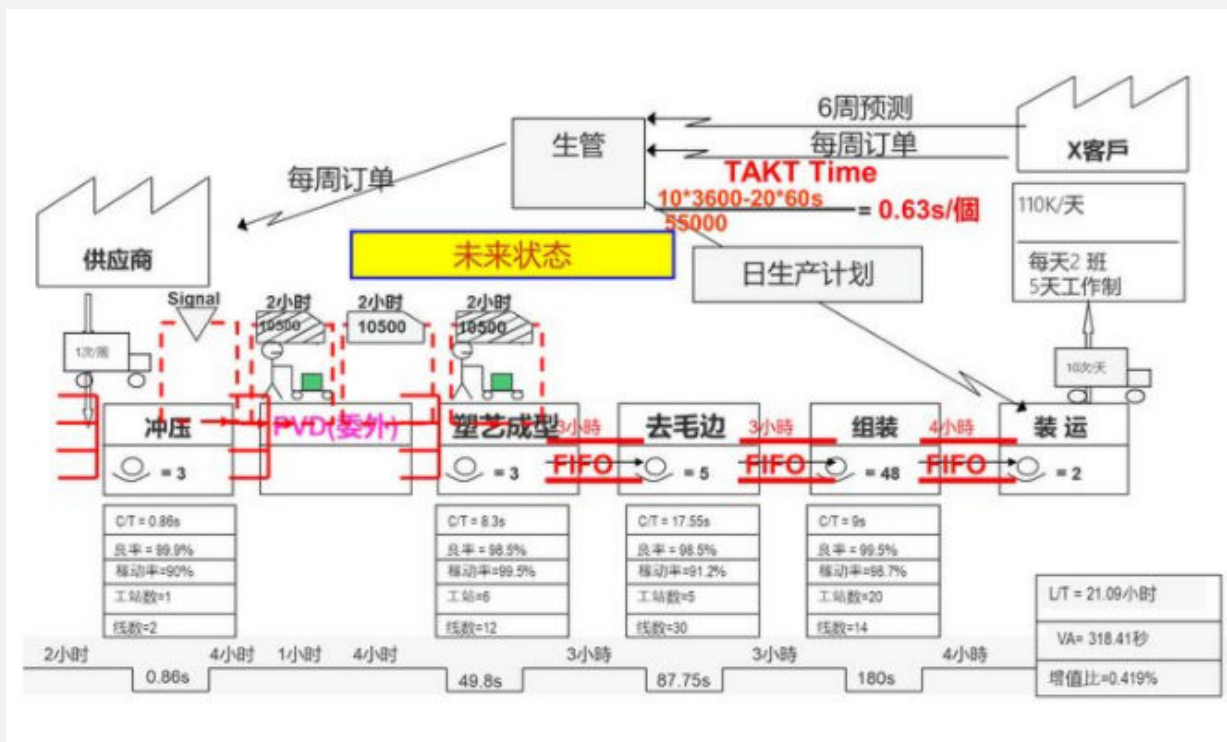 6周预测
每周订单
X客戶
生管
每周订单
TAKT Time
10*3600-20*60s
55000
= 0.63s/個
110K/天
每天2 班
5天工作制
供应商
未来状态
日生产计划
Signal
2小时
10500
2小时
10500
2小时
10500
1次/周
10次/天
冲压
= 3
PVD(委外)
塑艺成型
= 3
3小時
FIFO
去毛边
= 5
3小時
FIFO
组装
= 48
4小時
FIFO
装 运
= 2
C/T = 0.86s
良率 = 99.9%
稼动率=90%
工站数=1
线数=2
C/T = 8.3s
良率 = 98.5%
稼动率=99.5%
工站=6
线数=12
C/T = 17.55s
良率 = 98.5%
稼动率=91.2%
工站数=5
线数=30
C/T = 9s
良率 = 99.5%
稼动率=98.7%
工站数=20
线数=14
L/T = 21.09小时
VA= 318.41秒
增值比=0.419%
2小时
0.86s
4小时
1小时
4小时
49.8s
3小時
87.75s
3小時
180s
4小時